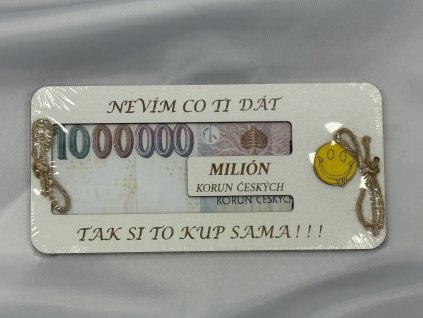 NEVÍM CO TI DÁT
1000000
MILIÓN
KORUN ČESKÝCH
KORUN ČESKÝCH
TAK SI TO KUP SAMA!!!